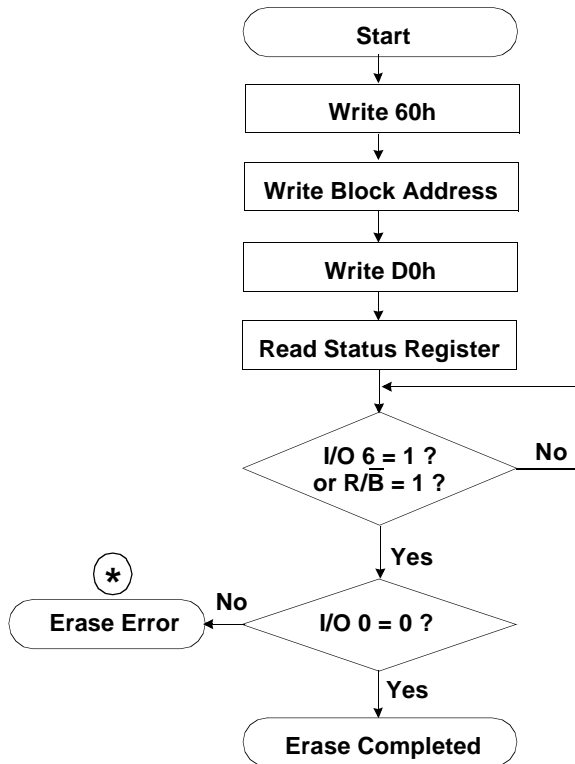 Start
Write 60h
Write Block Address
Write D0h
Read Status Register
I/O 6 = 1 ?
or R/B̅ = 1 ?
No
Yes
*
No
Erase Error
I/O 0 = 0 ?
Yes
Erase Completed